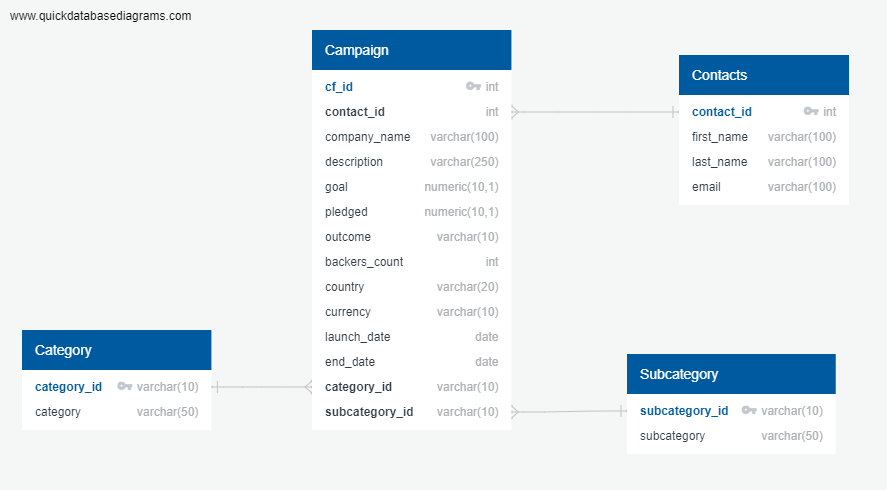 www.quickdatabasediagrams.com
Campaign
cf_id int
contact_id int
company_name varchar(100)
description varchar(250)
goal numeric(10,1)
pledged numeric(10,1)
outcome varchar(10)
backers_count int
country varchar(20)
currency varchar(10)
launch_date date
end_date date
category_id varchar(10)
subcategory_id varchar(10)
Contacts
contact_id int
first_name varchar(100)
last_name varchar(100)
email varchar(100)
Category
category_id varchar(10)
category varchar(50)
Subcategory
subcategory_id varchar(10)
subcategory varchar(50)